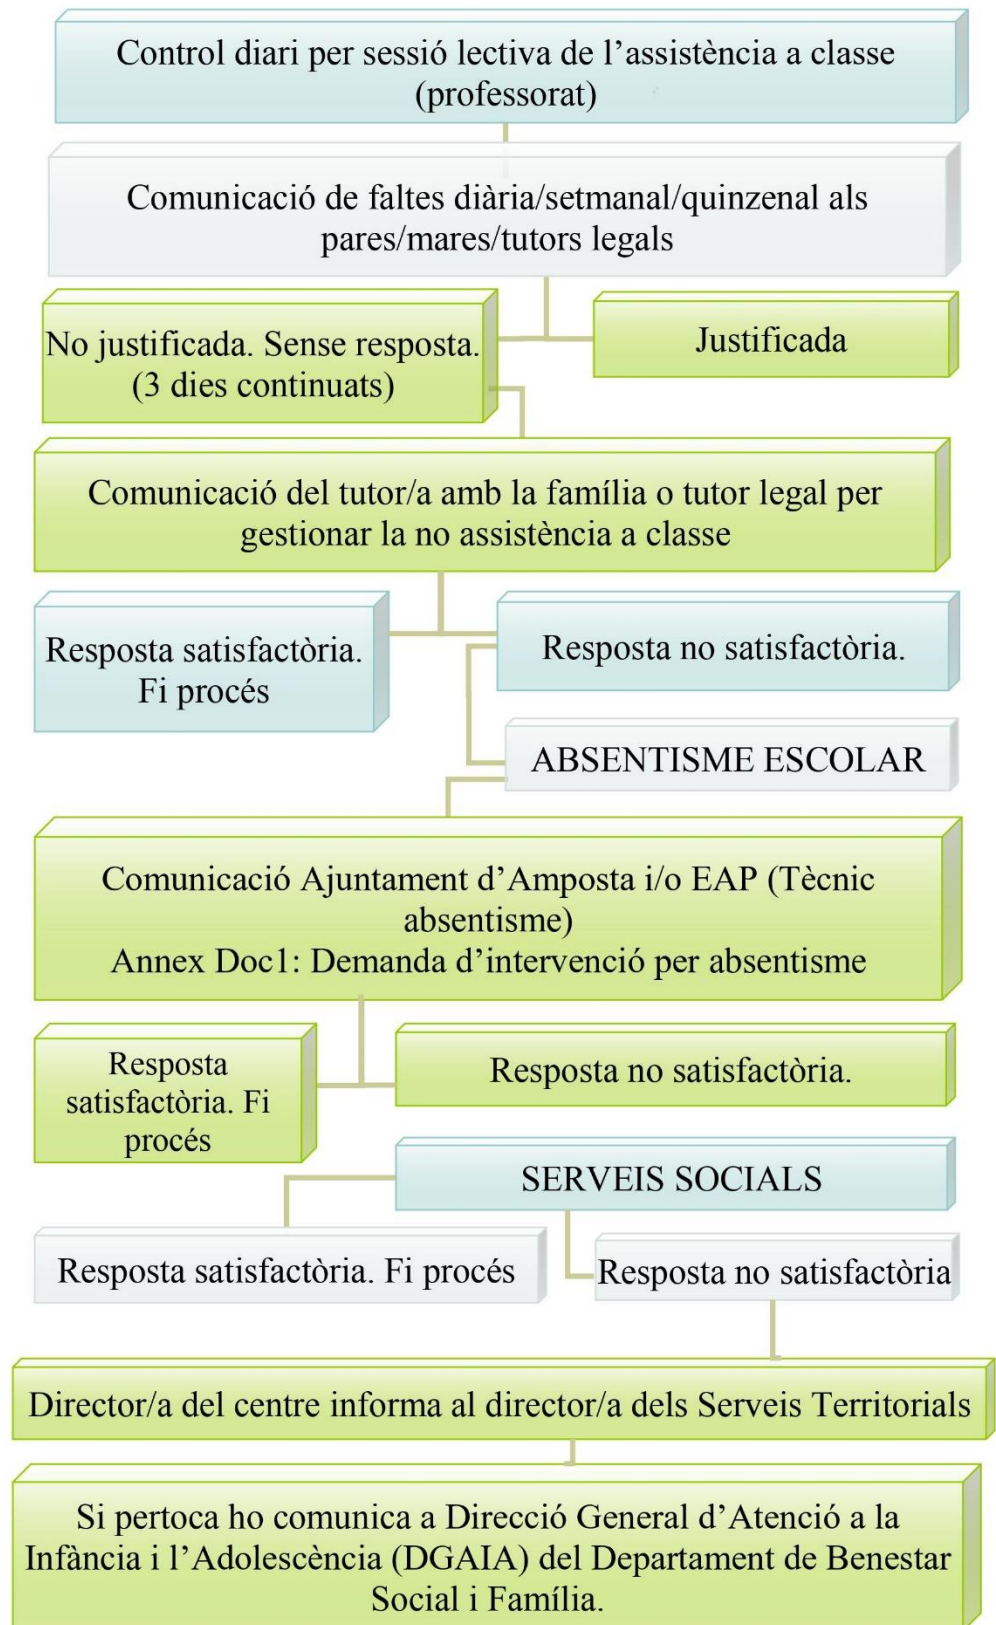 Control diari per sessió lectiva de l’assistència a classe
(professorat)
Comunicació de faltes diària/setmanal/quinzenal als
pares/mares/tutors legals
No justificada. Sense resposta.
(3 dies continuats)
Justificada
Comunicació del tutor/a amb la família o tutor legal per
gestionar la no assistència a classe
Resposta satisfactòria.
Fi procés
Resposta no satisfactòria.
ABSENTISME ESCOLAR
Comunicació Ajuntament d’Amposta i/o EAP (Tècnic
absentisme)
Annex Doc1: Demanda d’intervenció per absentisme
Resposta
satisfactòria. Fi
procés
Resposta no satisfactòria.
SERVEIS SOCIALS
Resposta satisfactòria. Fi procés
Resposta no satisfactòria
Director/a del centre informa al director/a dels Serveis Territorials
Si pertoca ho comunica a Direcció General d’Atenció a la
Infància i l’Adolescència (DGAIA) del Departament de Benestar
Social i Família.